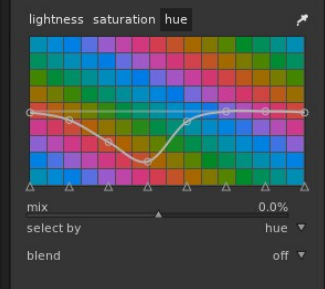 lightness saturation hue
mix 0.0%
select by hue
blend off